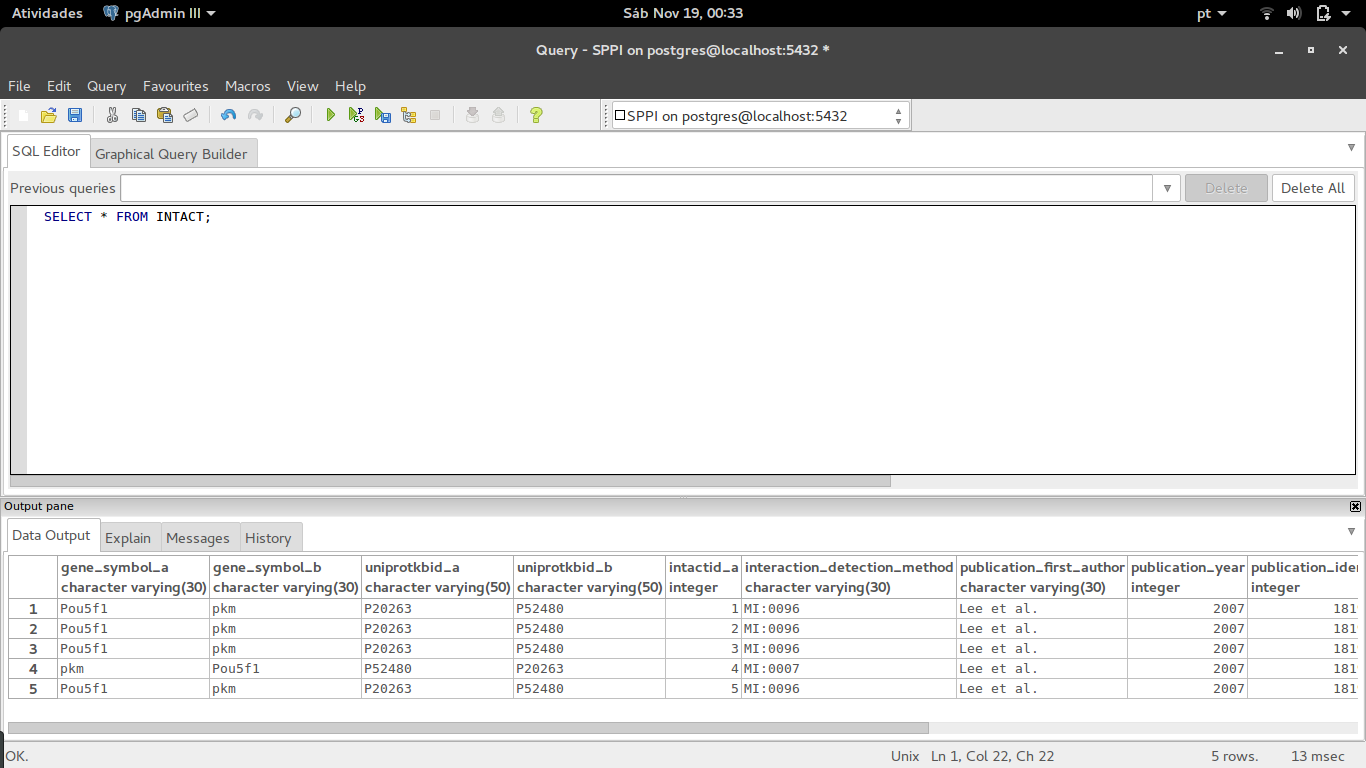 Atividades pgAdmin III Sáb Nov 19, 00:33 pt
Query - SPPI on postgres@localhost:5432 *
File Edit Query Favourites Macros View Help
SPPI on postgres@localhost:5432
SQL Editor Graphical Query Builder
Previous queries Delete Delete All
SELECT * FROM INTACT;
Output pane
Data Output Explain Messages History
gene_symbol_a gene_symbol_b uniprotkbid_a uniprotkbid_b intactid_a interaction_detection_method publication_first_author publication_year publication_iden
character varying(30) character varying(30) character varying(50) character varying(50) integer character varying(30) character varying(30) integer integer
1 Pou5f1 pkm P20263 P52480 1 MI:0096 Lee et al. 2007 181
2 Pou5f1 pkm P20263 P52480 2 MI:0096 Lee et al. 2007 181
3 Pou5f1 pkm P20263 P52480 3 MI:0096 Lee et al. 2007 181
4 pkm Pou5f1 P52480 P20263 4 MI:0007 Lee et al. 2007 181
5 Pou5f1 pkm P20263 P52480 5 MI:0096 Lee et al. 2007 181
OK. Unix Ln 1, Col 22, Ch 22 5 rows. 13 msec